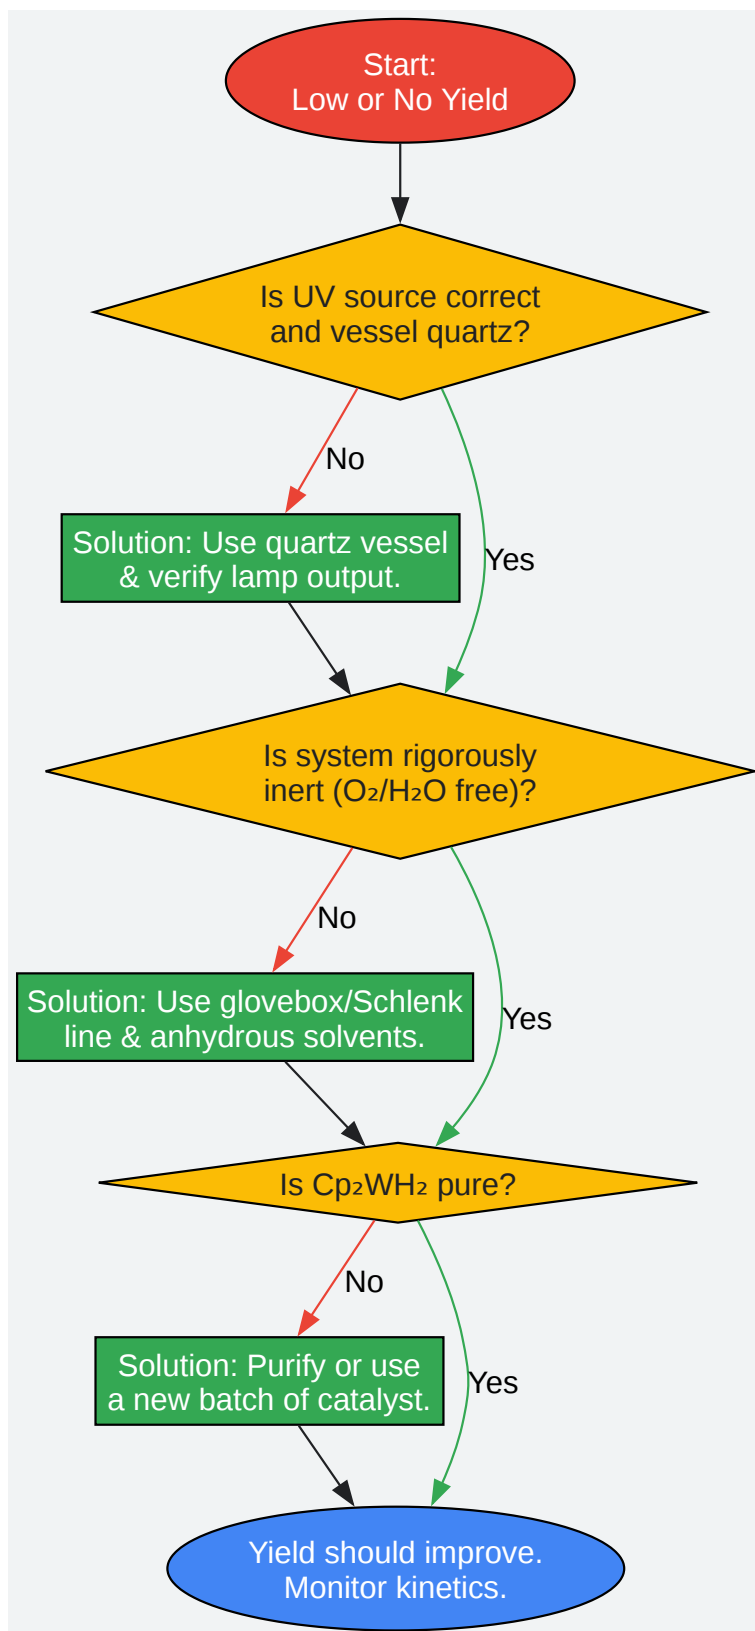 Start:
Low or No Yield
Is UV source correct
and vessel quartz?
No
Solution: Use quartz vessel
& verify lamp output.
Yes
Is system rigorously
inert (O₂/H₂O free)?
No
Solution: Use glovebox/Schlenk
line & anhydrous solvents.
Yes
Is Cp₂WH₂ pure?
No
Solution: Purify or use
a new batch of catalyst.
Yes
Yield should improve.
Monitor kinetics.